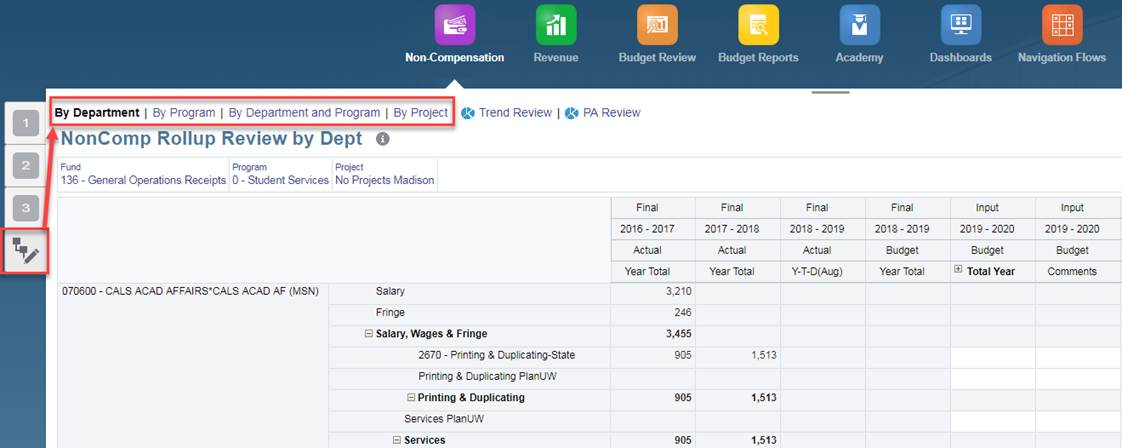 Non-Compensation Revenue Budget Review Budget Reports Academy Dashboards Navigation Flows
By Department | By Program | By Department and Program | By Project Trend Review | PA Review
1
NonComp Rollup Review by Dept i
2
Fund Program Project
136 - General Operations Receipts 0 - Student Services No Projects Madison
3
Final Final Final Final Input Input
2016 - 2017 2017 - 2018 2018 - 2019 2018 - 2019 2019 - 2020 2019 - 2020
Actual Actual Actual Budget Budget Budget
Year Total Year Total Y-T-D(Aug) Year Total Total Year Comments
070600 - CALS ACAD AFFAIRS*CALS ACAD AF (MSN) Salary 3,210
Fringe 246
Salary, Wages & Fringe 3,455
2670 - Printing & Duplicating-State 905 1,513
Printing & Duplicating PlanUW
Printing & Duplicating 905 1,513
Services PlanUW
Services 905 1,513